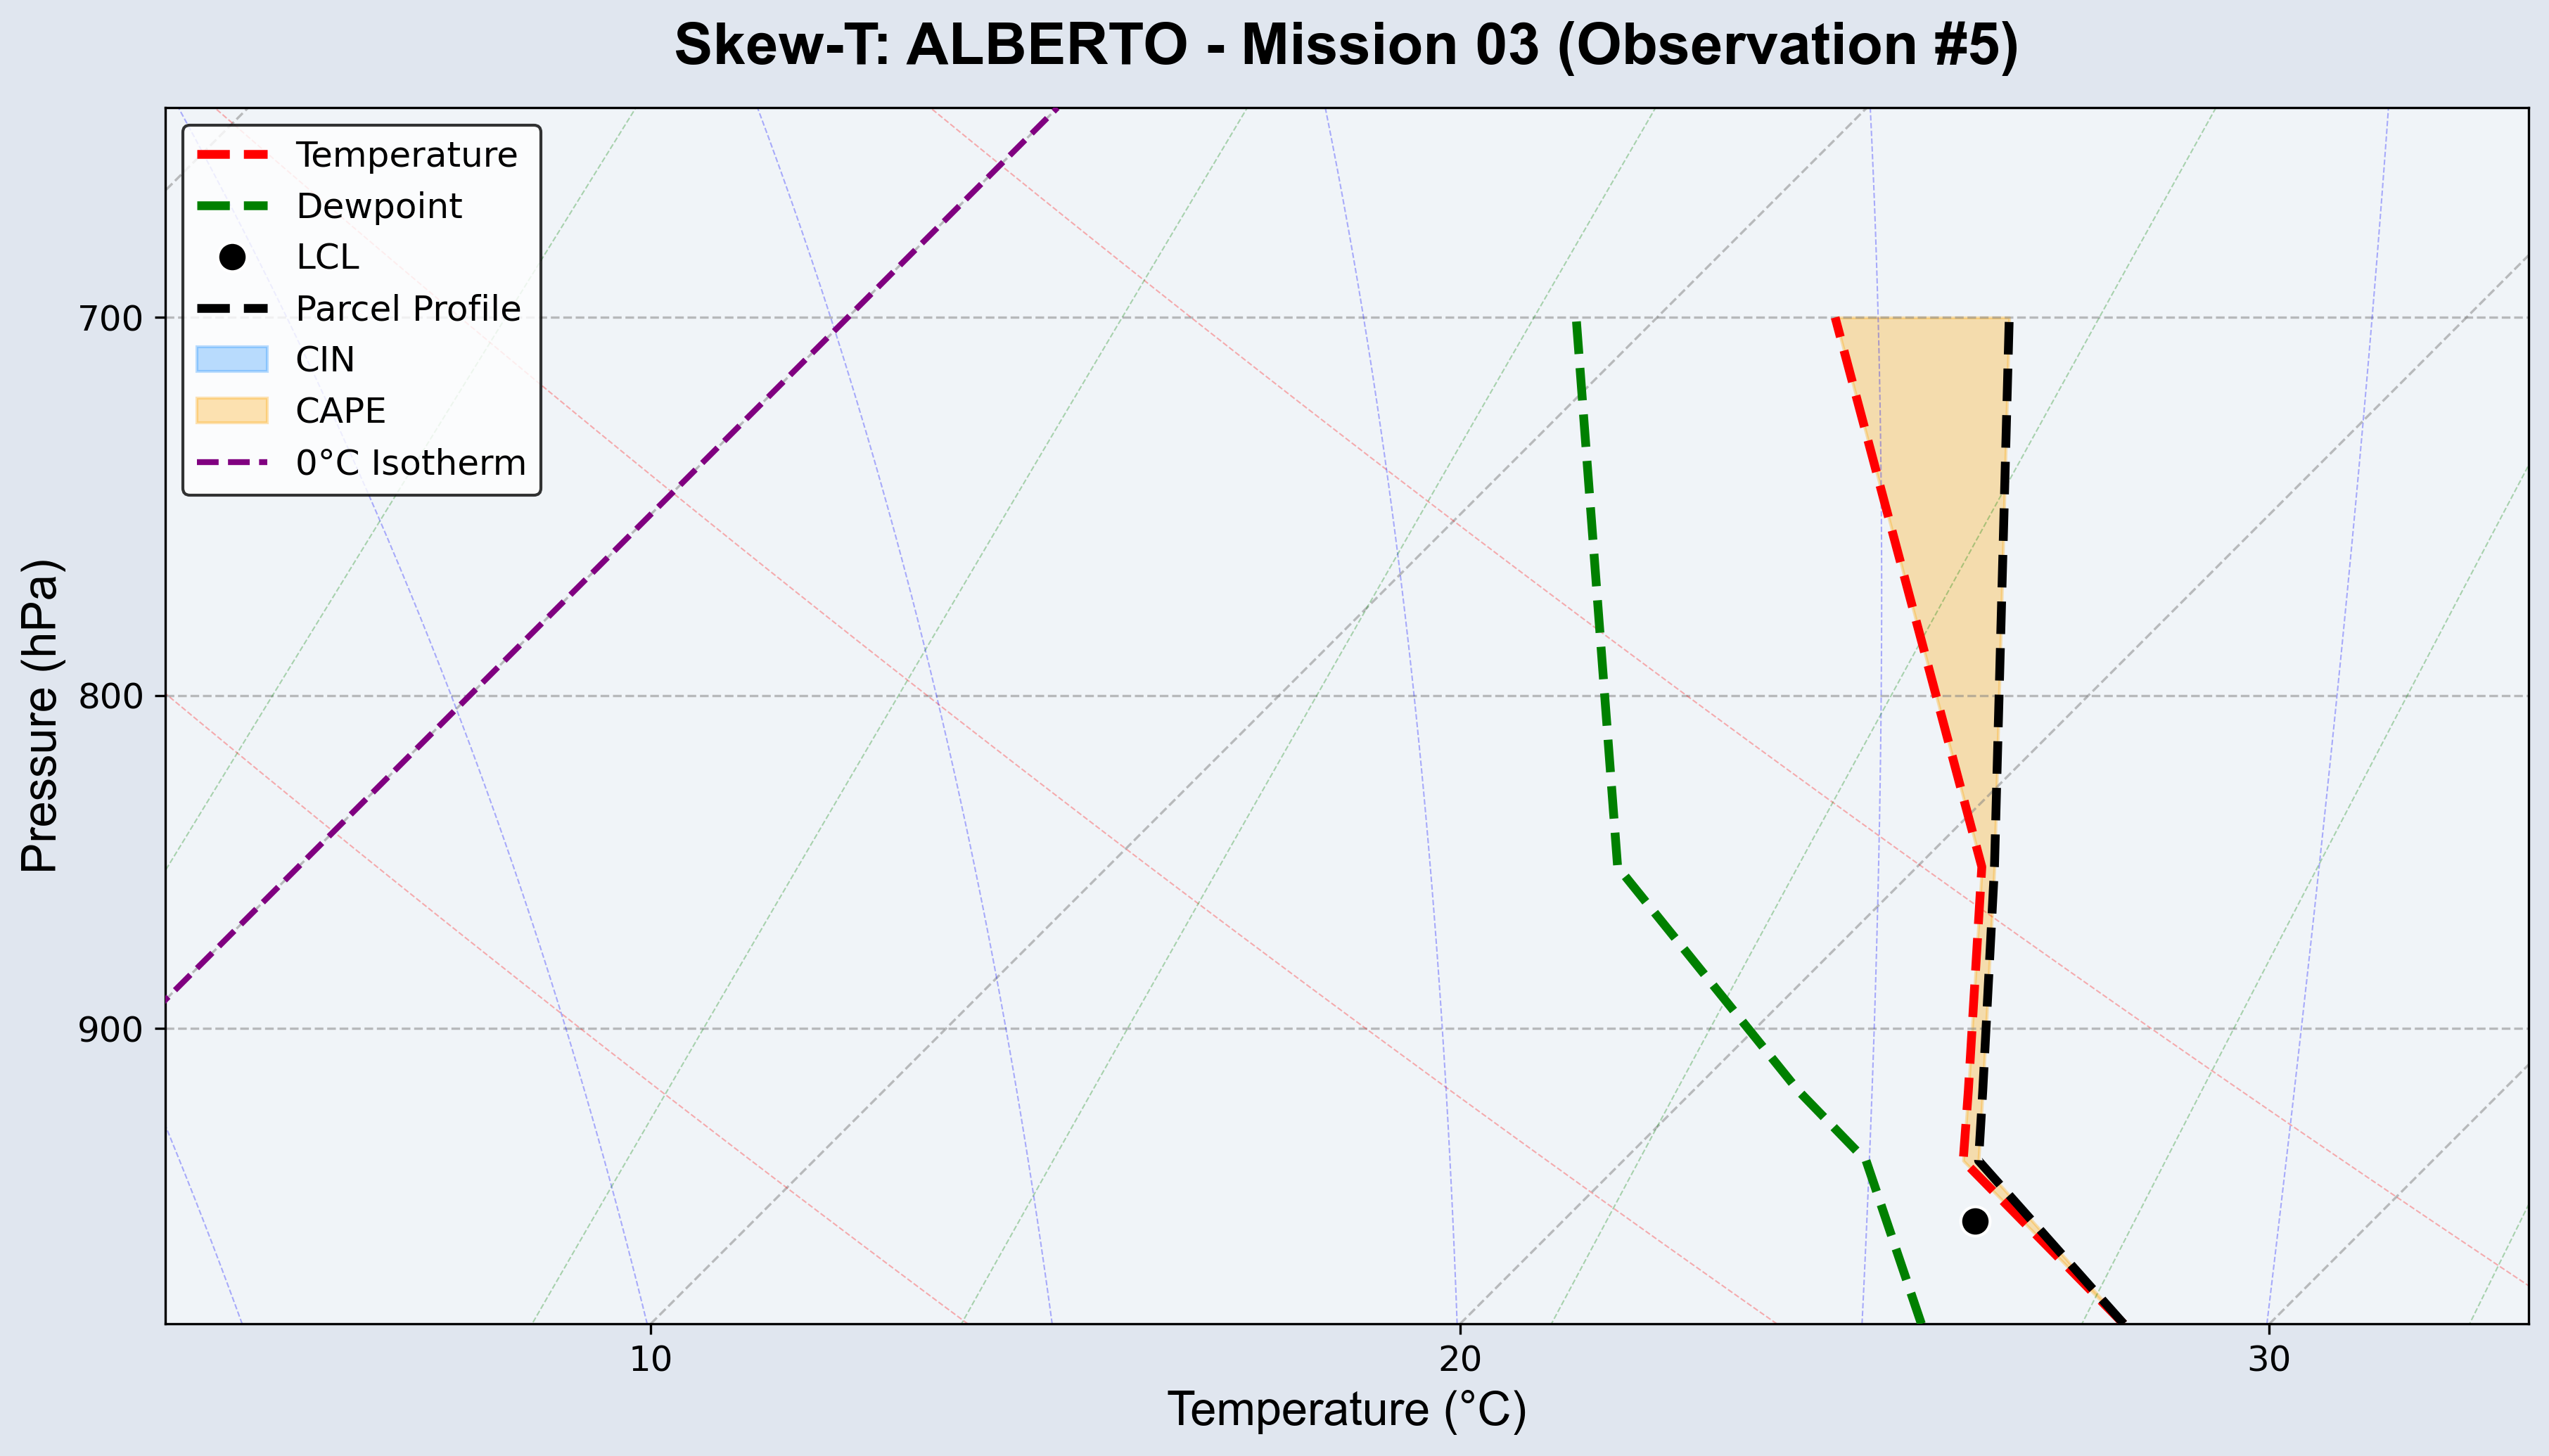 Skew-T: ALBERTO - Mission 03 (Observation #5)
Temperature
Dewpoint
LCL
Parcel Profile
CIN
CAPE
0°C Isotherm
700
800
900
Pressure (hPa)
10
20
30
Temperature (°C)